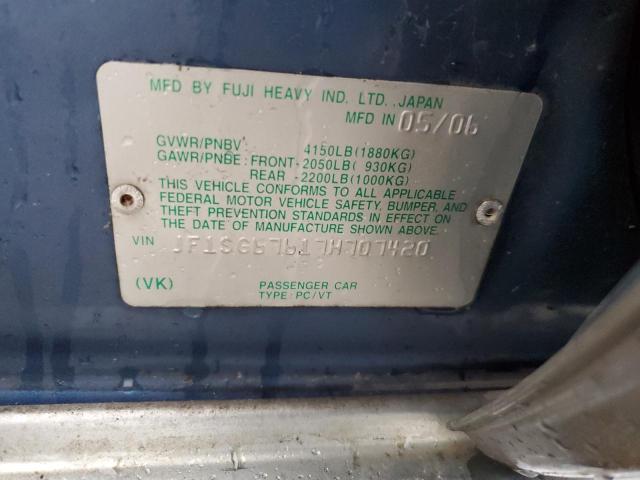 MFD BY FUJI HEAVY IND. LTD. ,JAPAN
MFD IN 05/06
GVWR/PNBV 4150LB(1880KG)
GAWR/PNBE: FRONT-2050LB( 930KG)
REAR -2200LB(1000KG)
THIS VEHICLE CONFORMS TO ALL APPLICABLE
FEDERAL MOTOR VEHICLE SAFETY, BUMPER, AND
THEFT PREVENTION STANDARDS IN EFFECT ON
THE DATE OF MANUFACTURE SHOWN ABOVE.
VIN JF1SG67617H707420
(VK) PASSENGER CAR
TYPE: PC/VT